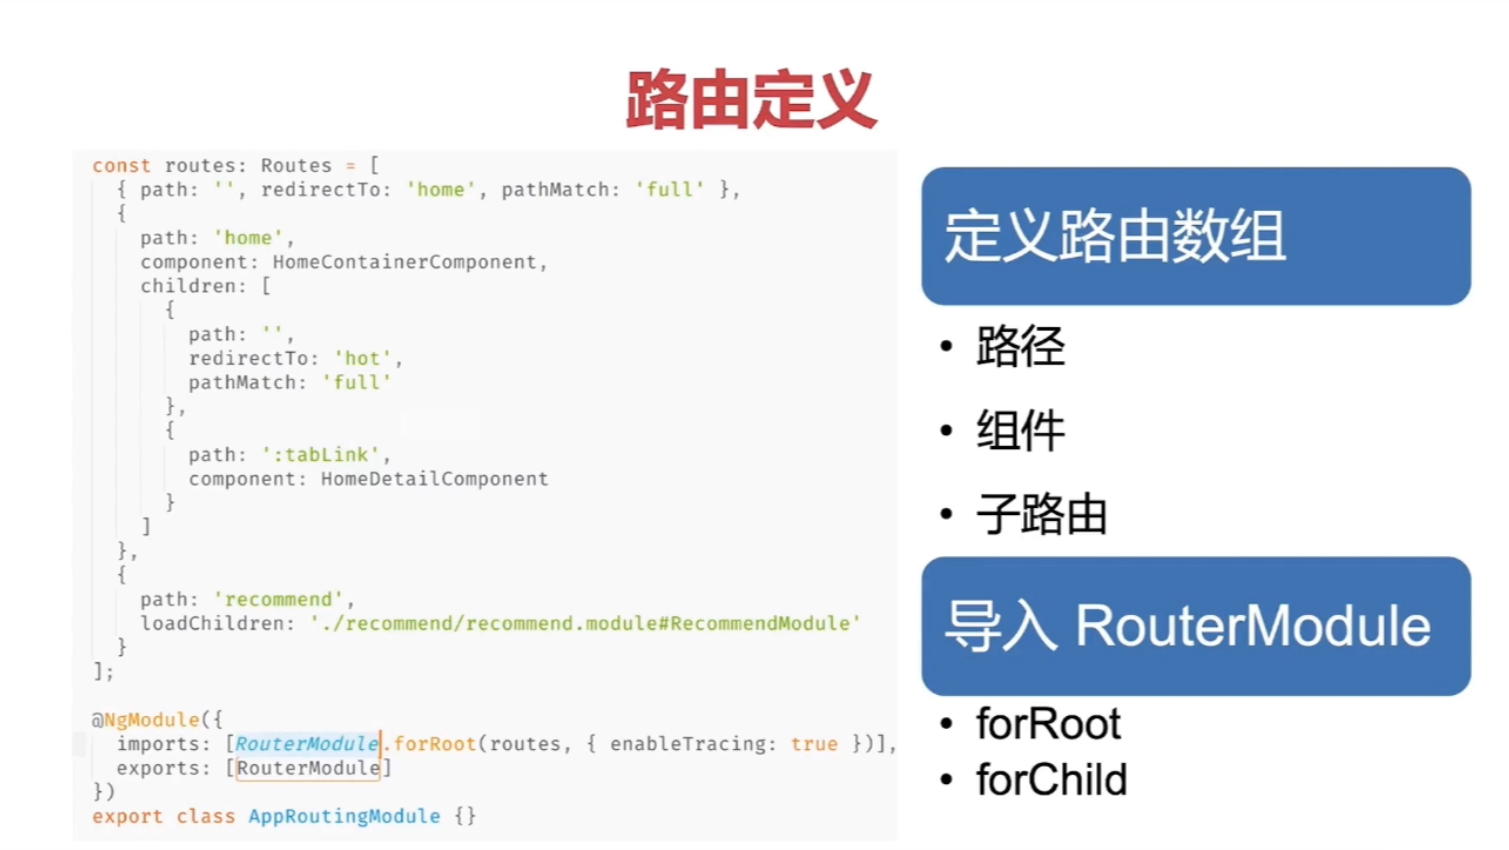 路由定义
const routes: Routes = [
  { path: '', redirectTo: 'home', pathMatch: 'full' },
  {
    path: 'home',
    component: HomeContainerComponent,
    children: [
      {
        path: '',
        redirectTo: 'hot',
        pathMatch: 'full'
      },
      {
        path: ':tabLink',
        component: HomeDetailComponent
      }
    ]
  },
  {
    path: 'recommend',
    loadChildren: './recommend/recommend.module#RecommendModule'
  }
];
@NgModule({
  imports: [RouterModule.forRoot(routes, { enableTracing: true })],
  exports: [RouterModule]
})
export class AppRoutingModule {}
定义路由数组
• 路径
• 组件
• 子路由
导入 RouterModule
• forRoot
• forChild